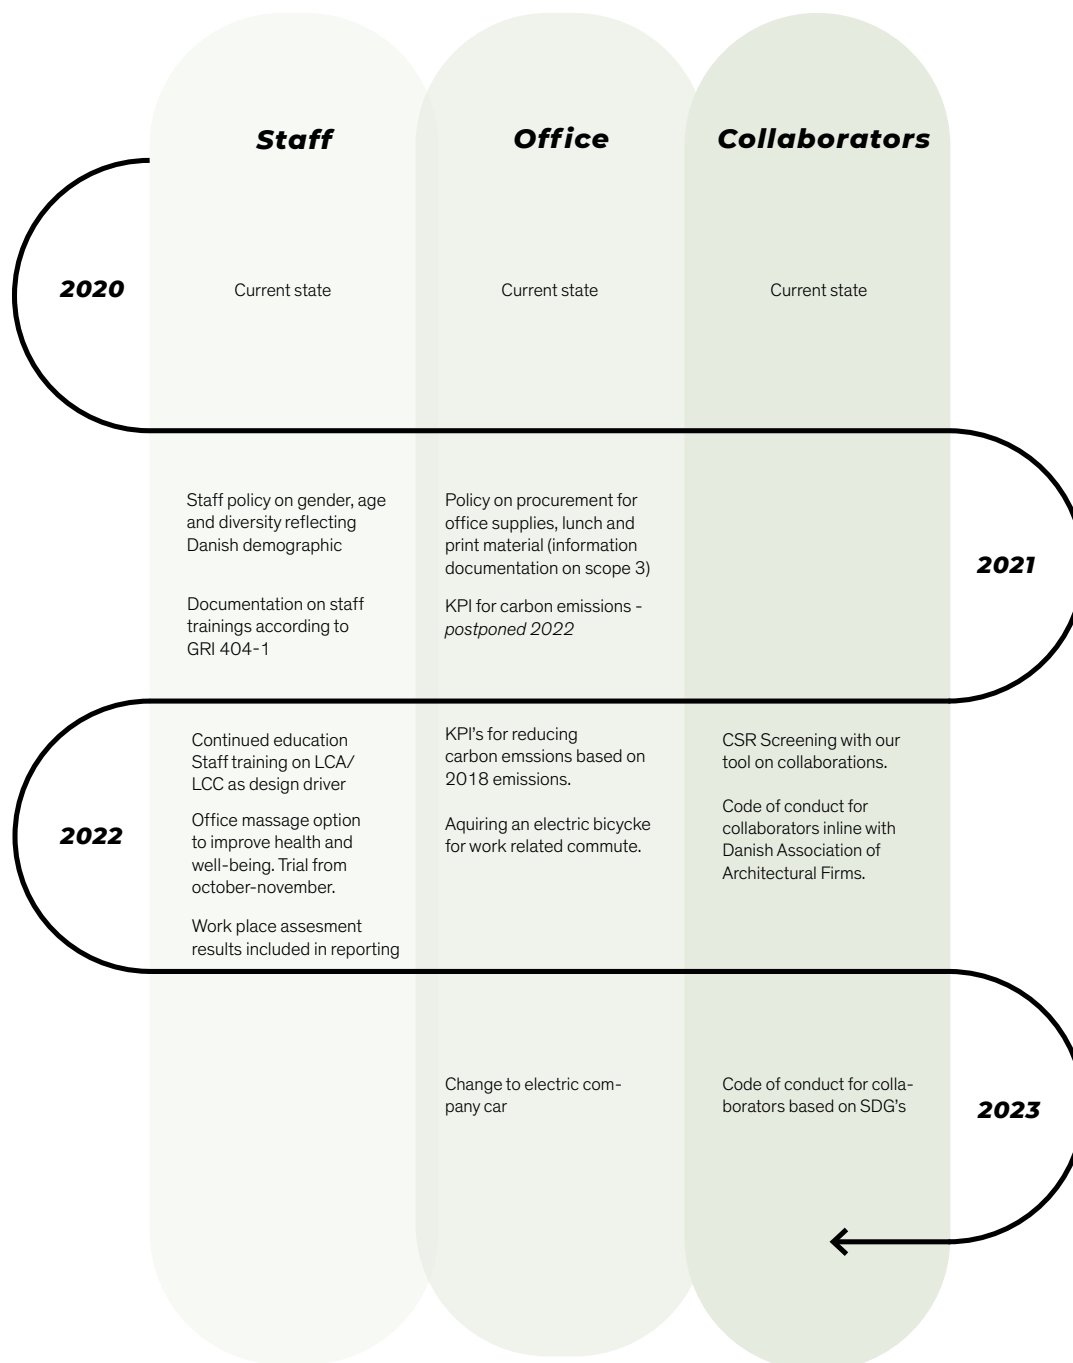 Staff
Office
Collaborators
2020
Current state
Current state
Current state
Staff policy on gender, age
and diversity reflecting
Danish demographic
Documentation on staff
trainings according to
GRI 404-1
Policy on procurement for
office supplies, lunch and
print material (information
documentation on scope 3)
KPI for carbon emissions -
postponed 2022
2021
2022
Continued education
Staff training on LCA/
LCC as design driver
Office massage option
to improve health and
well-being. Trial from
october-november.
Work place assesment
results included in reporting
KPI's for reducing
carbon emssions based on
2018 emissions.
Aquiring an electric bicycke
for work related commute.
CSR Screening with our
tool on collaborations.
Code of conduct for
collaborators inline with
Danish Association of
Architectural Firms.
Change to electric com-
pany car
Code of conduct for colla-
borators based on SDG's
2023